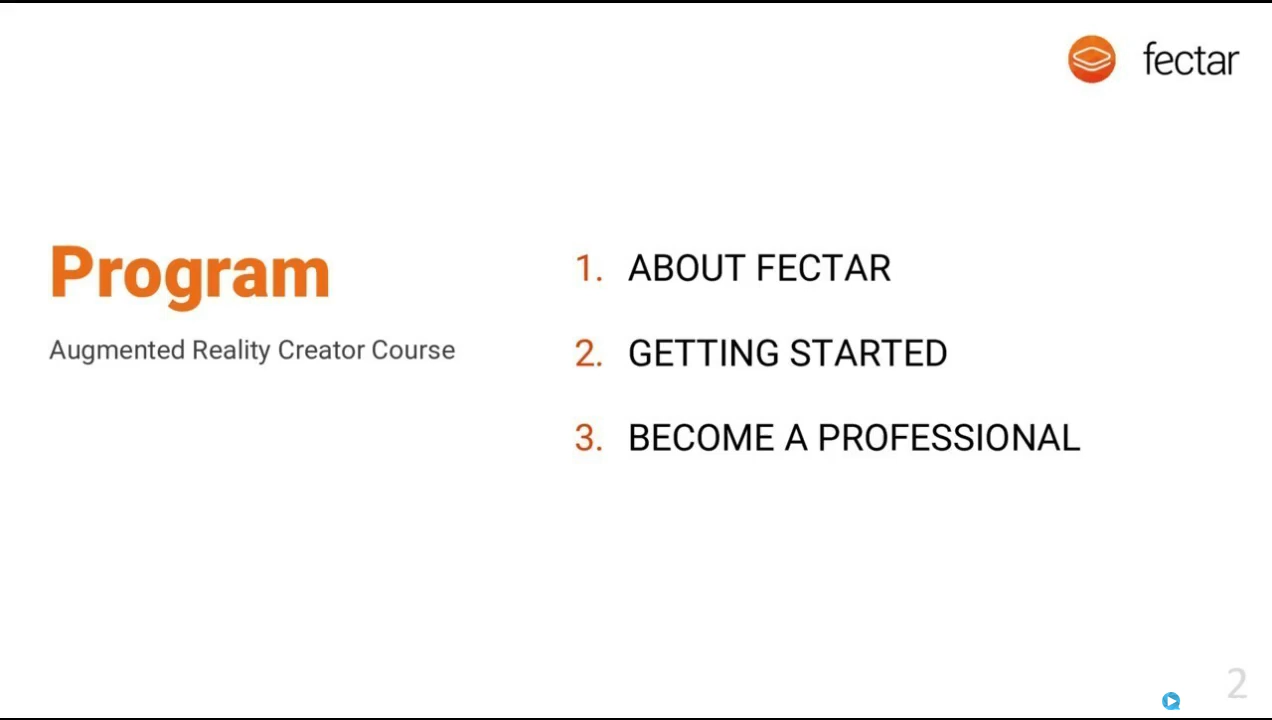 fectar
Program
Augmented Reality Creator Course
1. ABOUT FECTAR
2. GETTING STARTED
3. BECOME A PROFESSIONAL
2